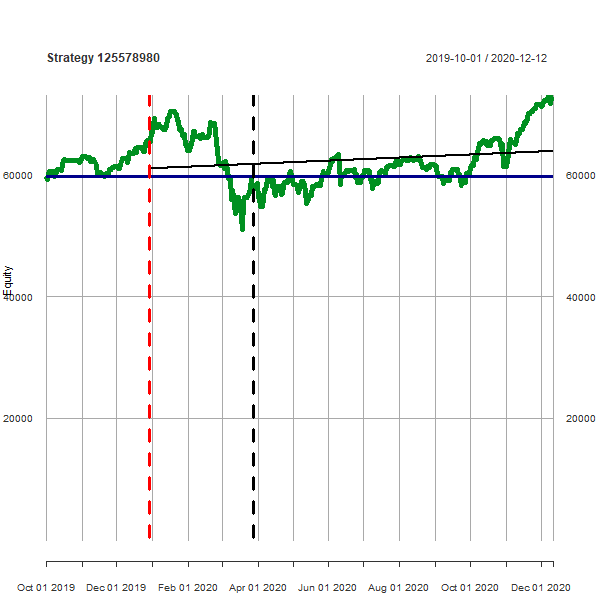 Strategy 125578980
2019-10-01 / 2020-12-12
60000
60000
Equity
40000
40000
20000
20000
Oct 01 2019
Dec 01 2019
Feb 01 2020
Apr 01 2020
Jun 01 2020
Aug 01 2020
Oct 01 2020
Dec 01 2020